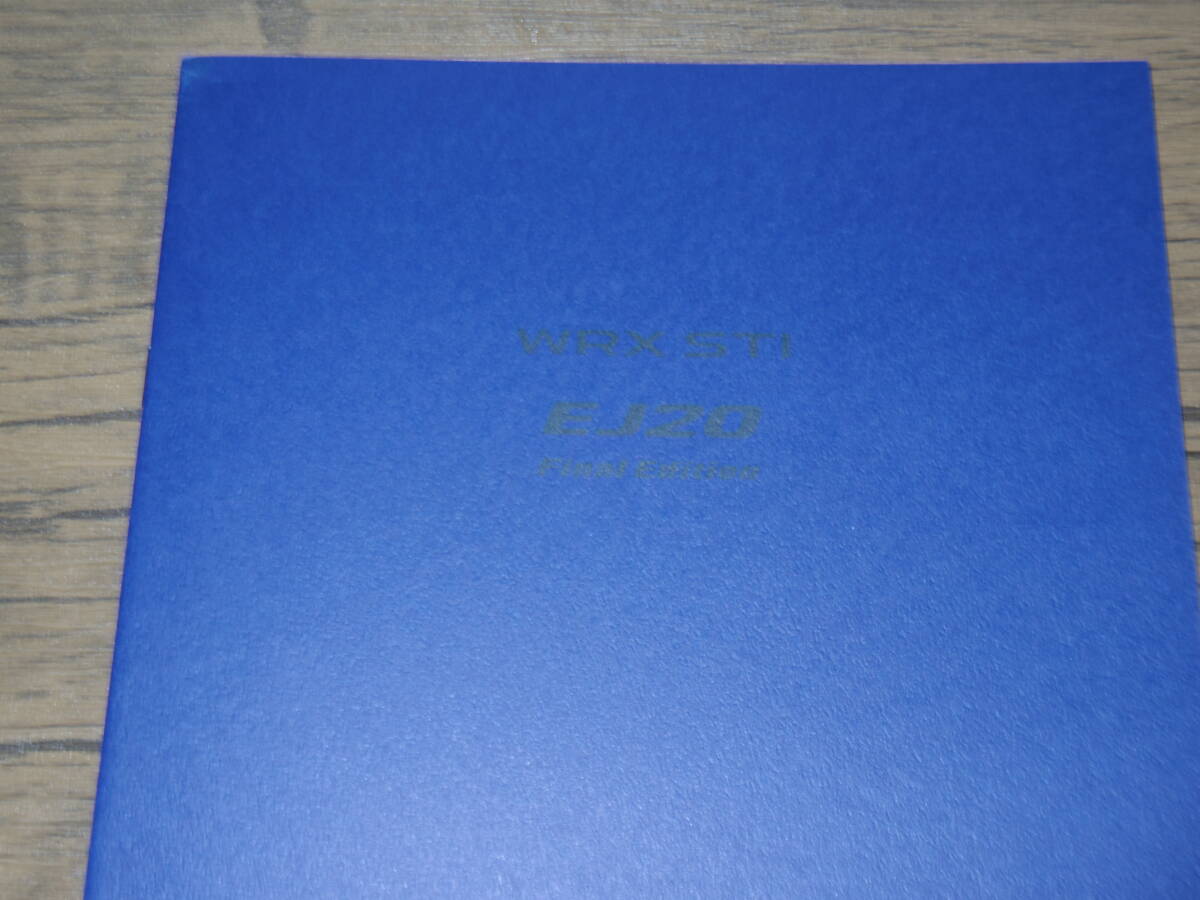 WRX STI
EJ20
Final Edition